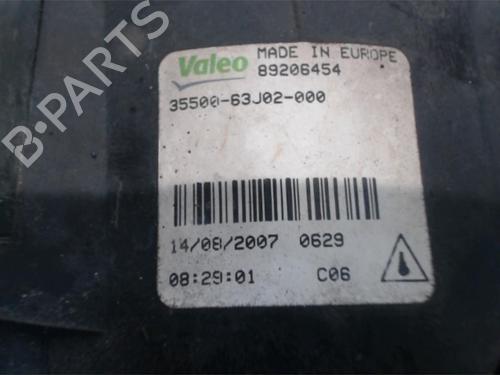 Valeo MADE IN EUROPE
89206454
35500-63J02-000
14/08/2007 0629
08:29:01 C06
B-PARTS